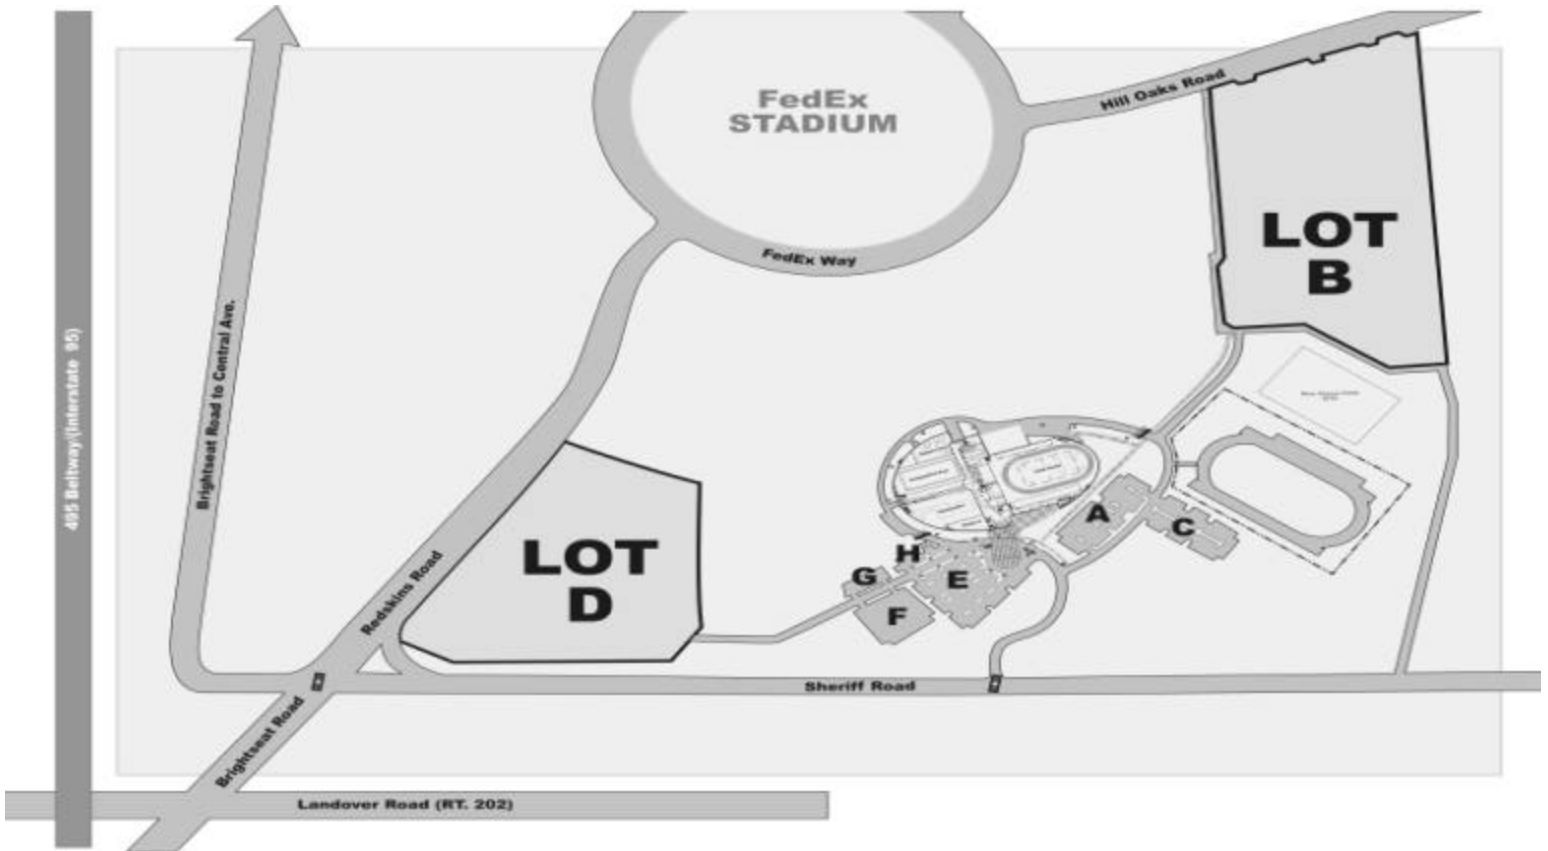 FedEx
STADIUM
Hill Oaks Road
LOT
B
FedEx Way
Brightseat Road to Central Ave.
495 Beltway/(Interstate 95)
A
C
H
G
E
F
LOT
D
Redskins Road
Sheriff Road
Brightseat Road
Landover Road (RT. 202)